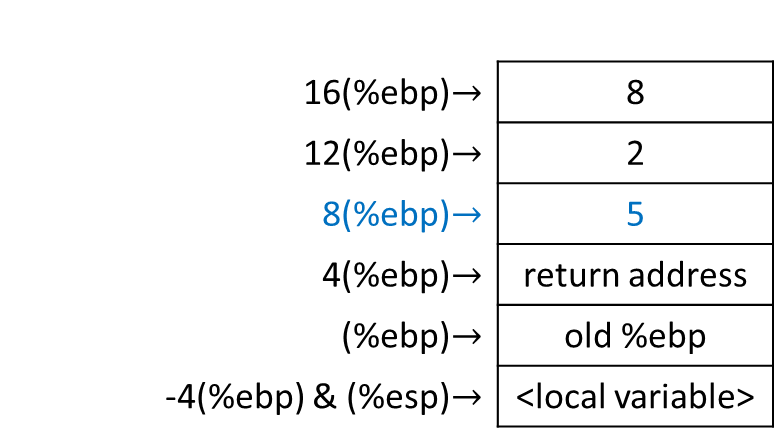 16(%ebp)→ 8
12(%ebp)→ 2
8(%ebp)→ 5
4(%ebp)→ return address
(%ebp)→ old %ebp
-4(%ebp) & (%esp)→ <local variable>